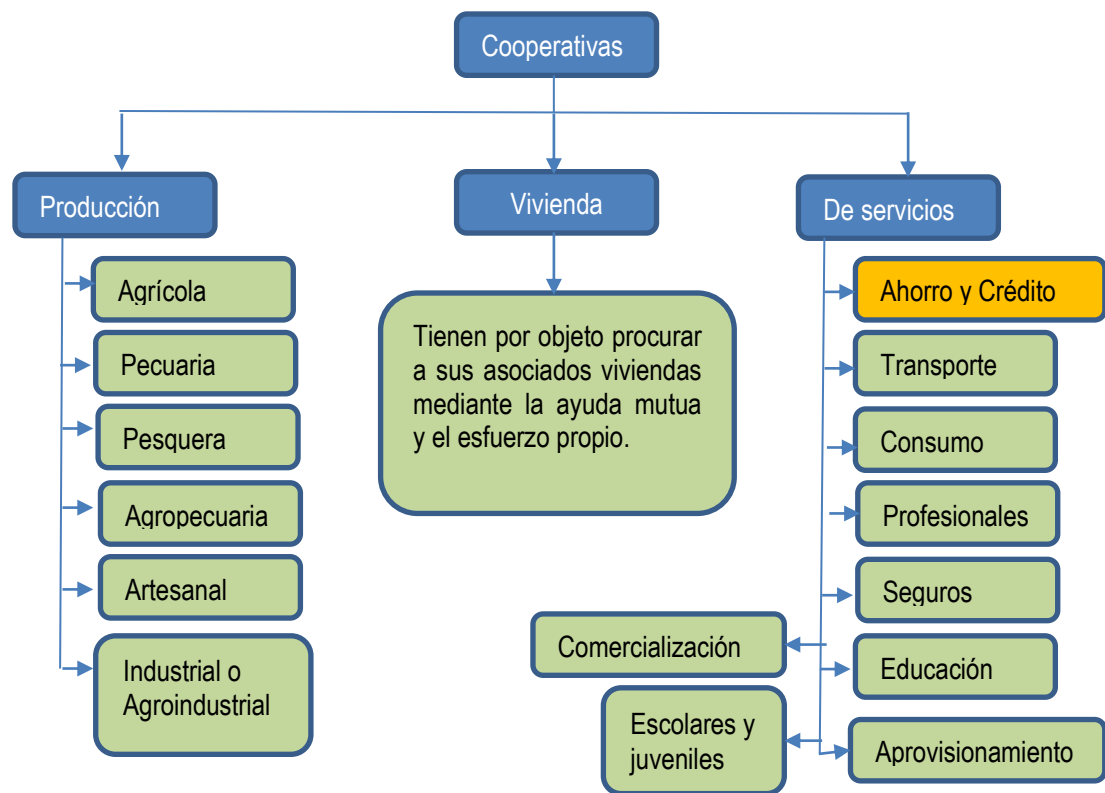 Cooperativas
Producción
Vivienda
De servicios
Agrícola
Pecuaria
Pesquera
Agropecuaria
Artesanal
Industrial o
Agroindustrial
Tienen por objeto procurar
a sus asociados viviendas
mediante la ayuda mutua
y el esfuerzo propio.
Ahorro y Crédito
Transporte
Consumo
Profesionales
Seguros
Comercialización
Educación
Escolares y
juveniles
Aprovisionamiento